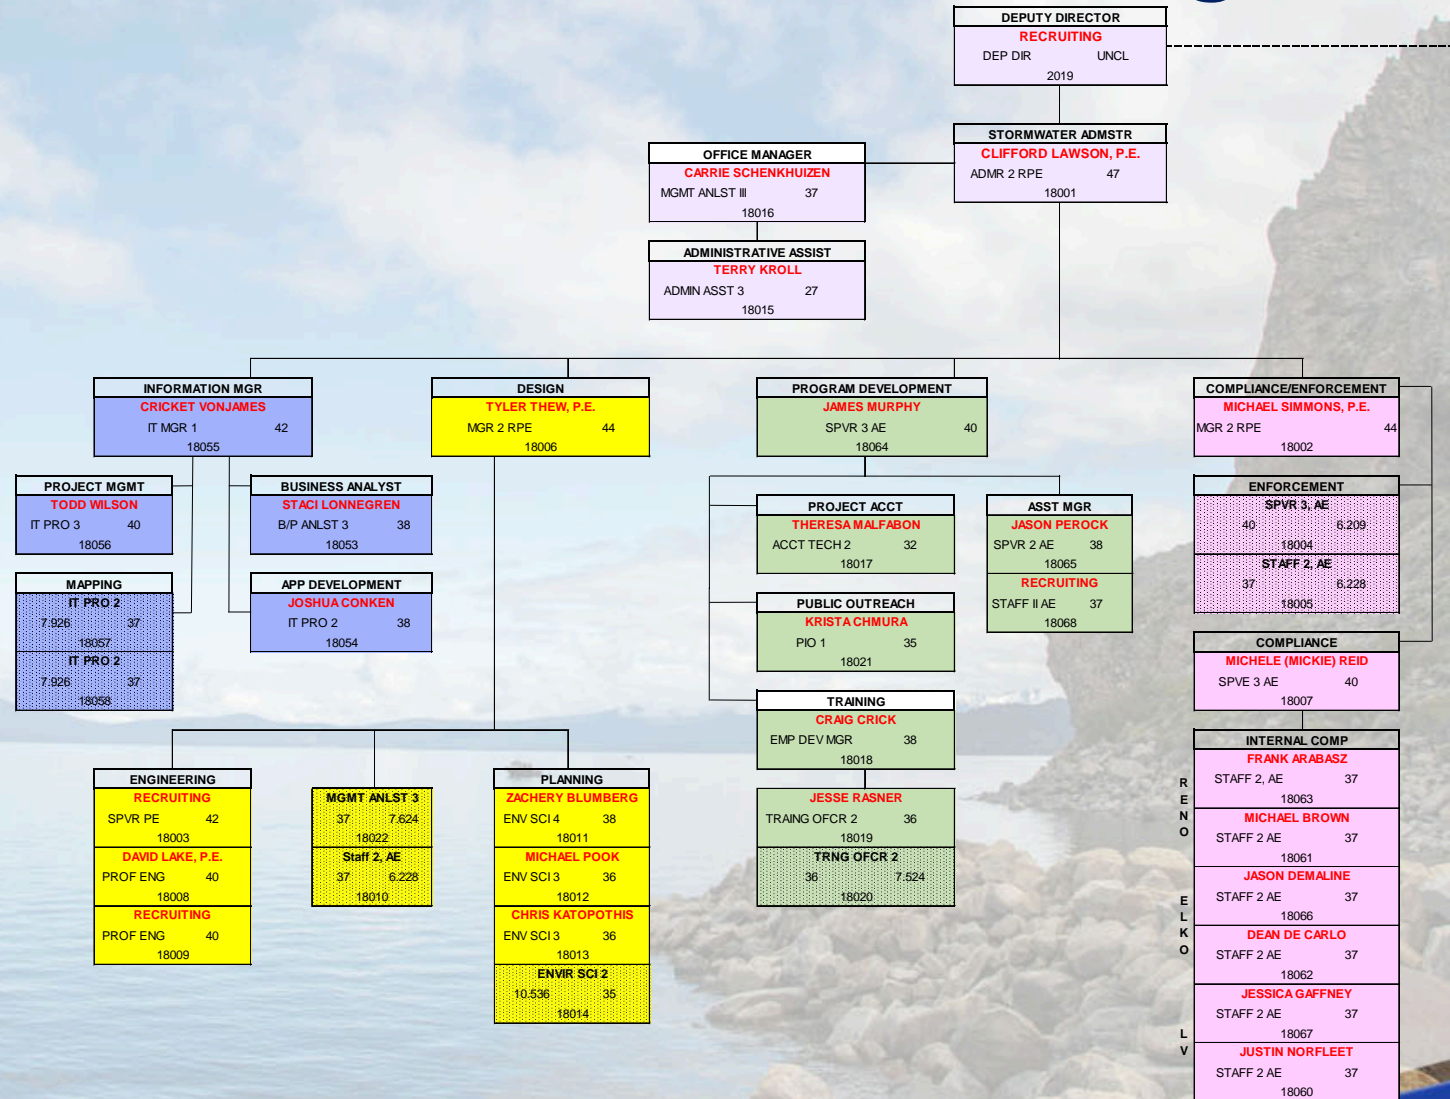 DEPUTY DIRECTOR
RECRUITING
DEP DIR UNCL
2019
STORMWATER ADMSTR
CLIFFORD LAWSON, P.E.
ADMR 2 RPE 47
18001
OFFICE MANAGER
CARRIE SCHENKHUIZEN
MGMT ANLST III 37
18016
ADMINISTRATIVE ASSIST
TERRY KROLL
ADMIN ASST 3 27
18015
INFORMATION MGR
CRICKET VONJAMES
IT MGR 1 42
18055
PROJECT MGMT
TODD WILSON
IT PRO 3 40
18056
MAPPING
IT PRO 2
7.926 37
18057
IT PRO 2
7.926 37
18058
BUSINESS ANALYST
STACI LONNEGREN
B/P ANLST 3 38
18053
APP DEVELOPMENT
JOSHUA CONKEN
IT PRO 2 38
18054
DESIGN
TYLER THEW, P.E.
MGR 2 RPE 44
18006
ENGINEERING
RECRUITING
SPVR PE 42
18003
DAVID LAKE, P.E.
PROF ENG 40
18008
RECRUITING
PROF ENG 40
18009
MGMT ANLST 3
37 7.624
18022
Staff 2, AE
37 6.228
18010
PLANNING
ZACHERY BLUMBERG
ENV SCI 4 38
18011
MICHAEL POOK
ENV SCI 3 36
18012
CHRIS KATOPOTHIS
ENV SCI 3 36
18013
ENVIR SCI 2
10.536 35
18014
PROGRAM DEVELOPMENT
JAMES MURPHY
SPVR 3 AE 40
18064
PROJECT ACCT
THERESA MALFABON
ACCT TECH 2 32
18017
PUBLIC OUTREACH
KRISTA CHMURA
PIO 1 35
18021
TRAINING
CRAIG CRICK
EMP DEV MGR 38
18018
JESSE RASNER
TRAING OFCR 2 36
18019
TRNG OFCR 2
36 7.524
18020
ASST MGR
JASON PEROCK
SPVR 2 AE 38
18065
RECRUITING
STAFF II AE 37
18068
COMPLIANCE/ENFORCEMENT
MICHAEL SIMMONS, P.E.
MGR 2 RPE 44
18002
ENFORCEMENT
SPVR 3, AE
40 6.209
18004
STAFF 2, AE
37 6.228
18005
COMPLIANCE
MICHELE (MICKIE) REID
SPVE 3 AE 40
18007
INTERNAL COMP
RENO
FRANK ARABASZ
STAFF 2, AE 37
18063
MICHAEL BROWN
STAFF 2 AE 37
18061
ELKO
JASON DEMALINE
STAFF 2 AE 37
18066
DEAN DE CARLO
STAFF 2 AE 37
18062
LV
JESSICA GAFFNEY
STAFF 2 AE 37
18067
JUSTIN NORFLEET
STAFF 2 AE 37
18060